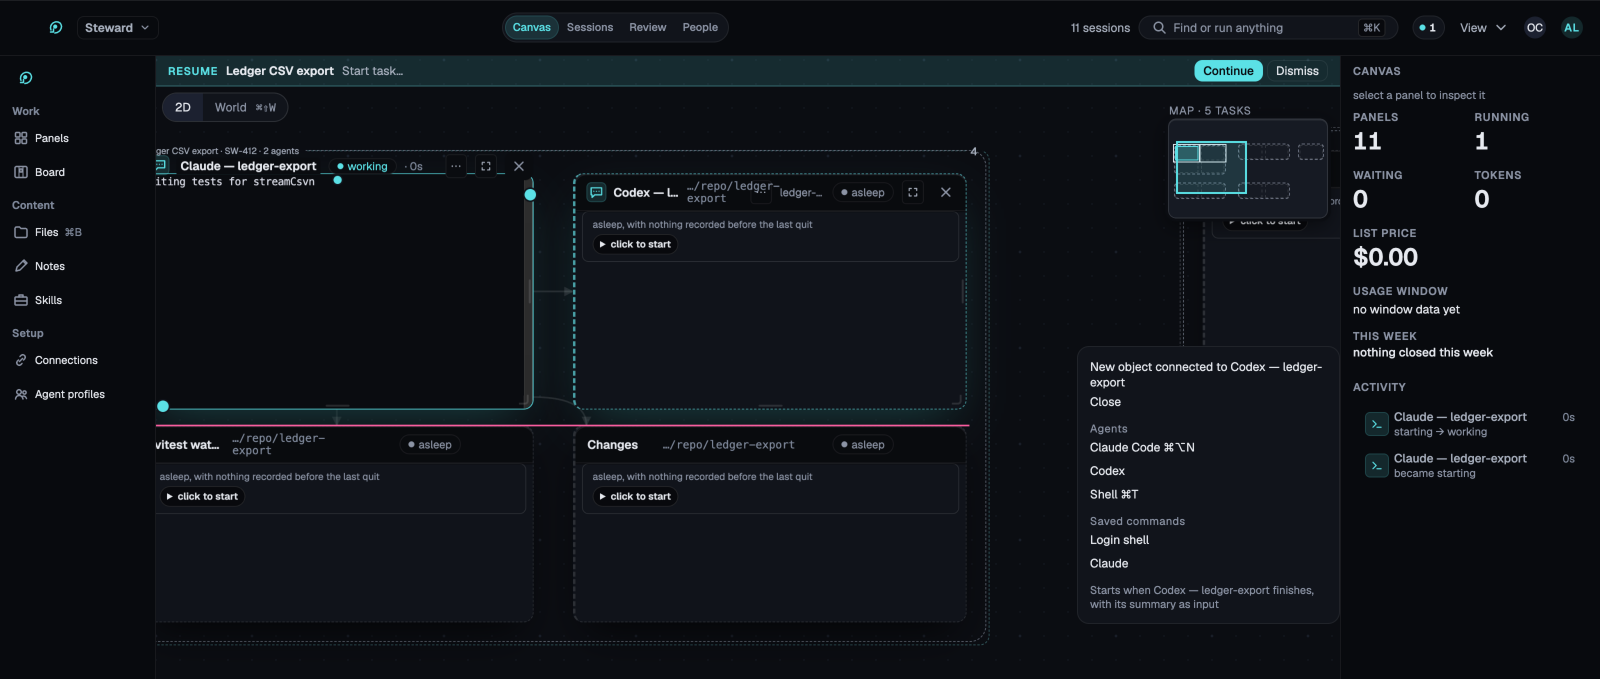 Steward
Canvas
Sessions
Review
People
11 sessions
Find or run anything
⌘K
1
View
OC
AL
Work
Panels
Board
Content
Files ⌘B
Notes
Skills
Setup
Connections
Agent profiles
RESUME Ledger CSV export Start task...
Continue
Dismiss
2D
World ⌘⇧W
MAP · 5 TASKS
ger CSV export · SW-412 · 2 agents
4
Claude — ledger-export
working
· 0s
iting tests for streamCsvn
Codex — L...
.../repo/ledger-
export
ledger-...
asleep
asleep, with nothing recorded before the last quit
click to start
click to start
vitest wat...
.../repo/ledger-
export
asleep
asleep, with nothing recorded before the last quit
click to start
Changes
.../repo/ledger-export
asleep
asleep, with nothing recorded before the last quit
click to start
New object connected to Codex — ledger-
export
Close
Agents
Claude Code ⌘⌥N
Codex
Shell ⌘T
Saved commands
Login shell
Claude
Starts when Codex — ledger-export finishes,
with its summary as input
CANVAS
select a panel to inspect it
PANELS
11
RUNNING
1
WAITING
0
TOKENS
0
LIST PRICE
$0.00
USAGE WINDOW
no window data yet
THIS WEEK
nothing closed this week
ACTIVITY
Claude — ledger-export 0s
starting → working
Claude — ledger-export 0s
became starting